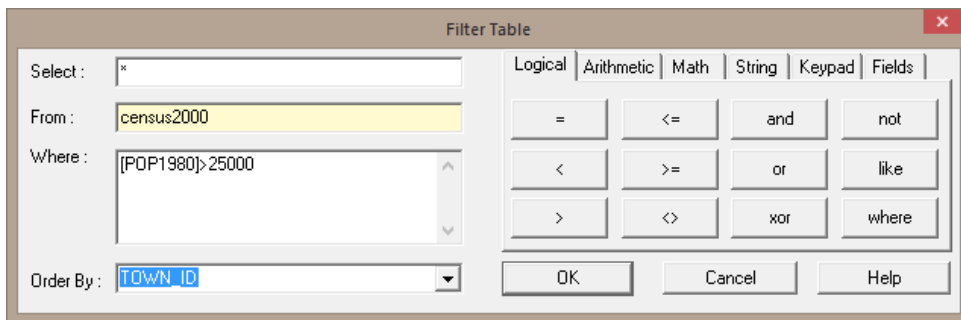 Filter Table
Select :
*
From :
census2000
Where :
[POP1980]>25000
Order By :
TOWN_ID
Logical Arithmetic Math String Keypad Fields
= <= and not
< >= or like
> <> xor where
OK Cancel Help